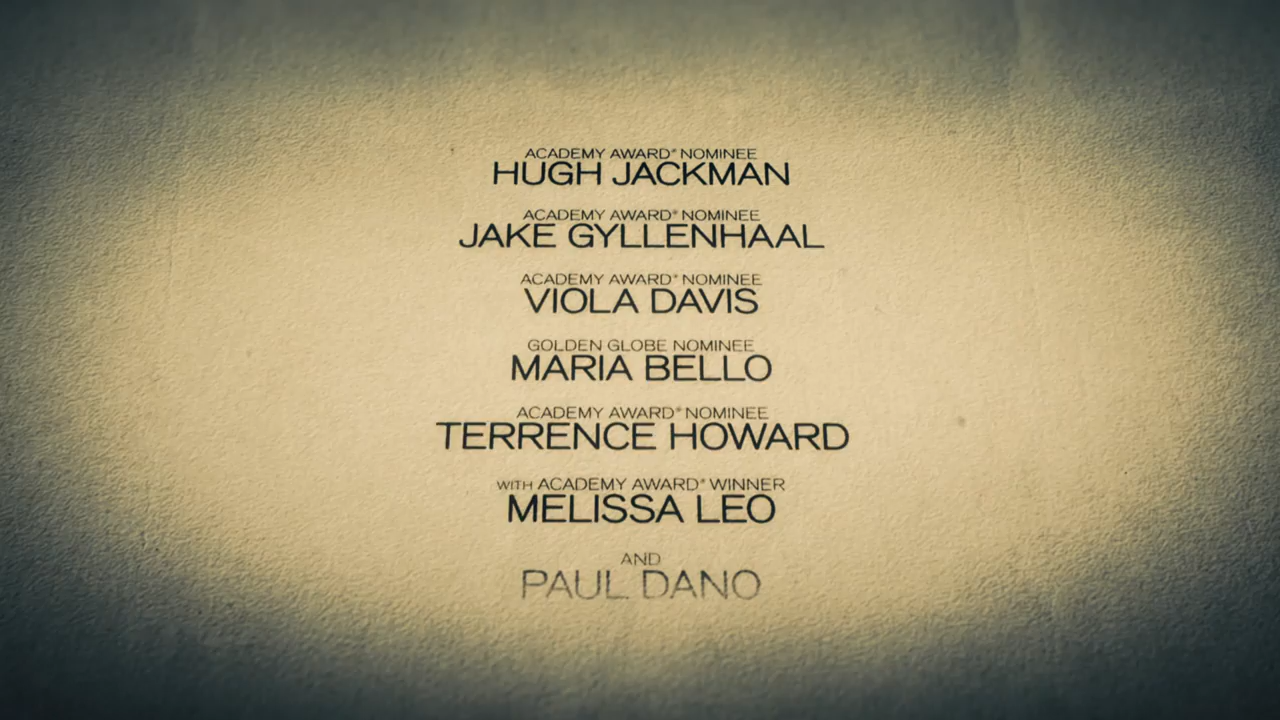 ACADEMY AWARD® NOMINEE
HUGH JACKMAN
ACADEMY AWARD® NOMINEE
JAKE GYLLENHAAL
ACADEMY AWARD® NOMINEE
VIOLA DAVIS
GOLDEN GLOBE NOMINEE
MARIA BELLO
ACADEMY AWARD® NOMINEE
TERRENCE HOWARD
WITH ACADEMY AWARD® WINNER
MELISSA LEO
AND
PAUL DANO